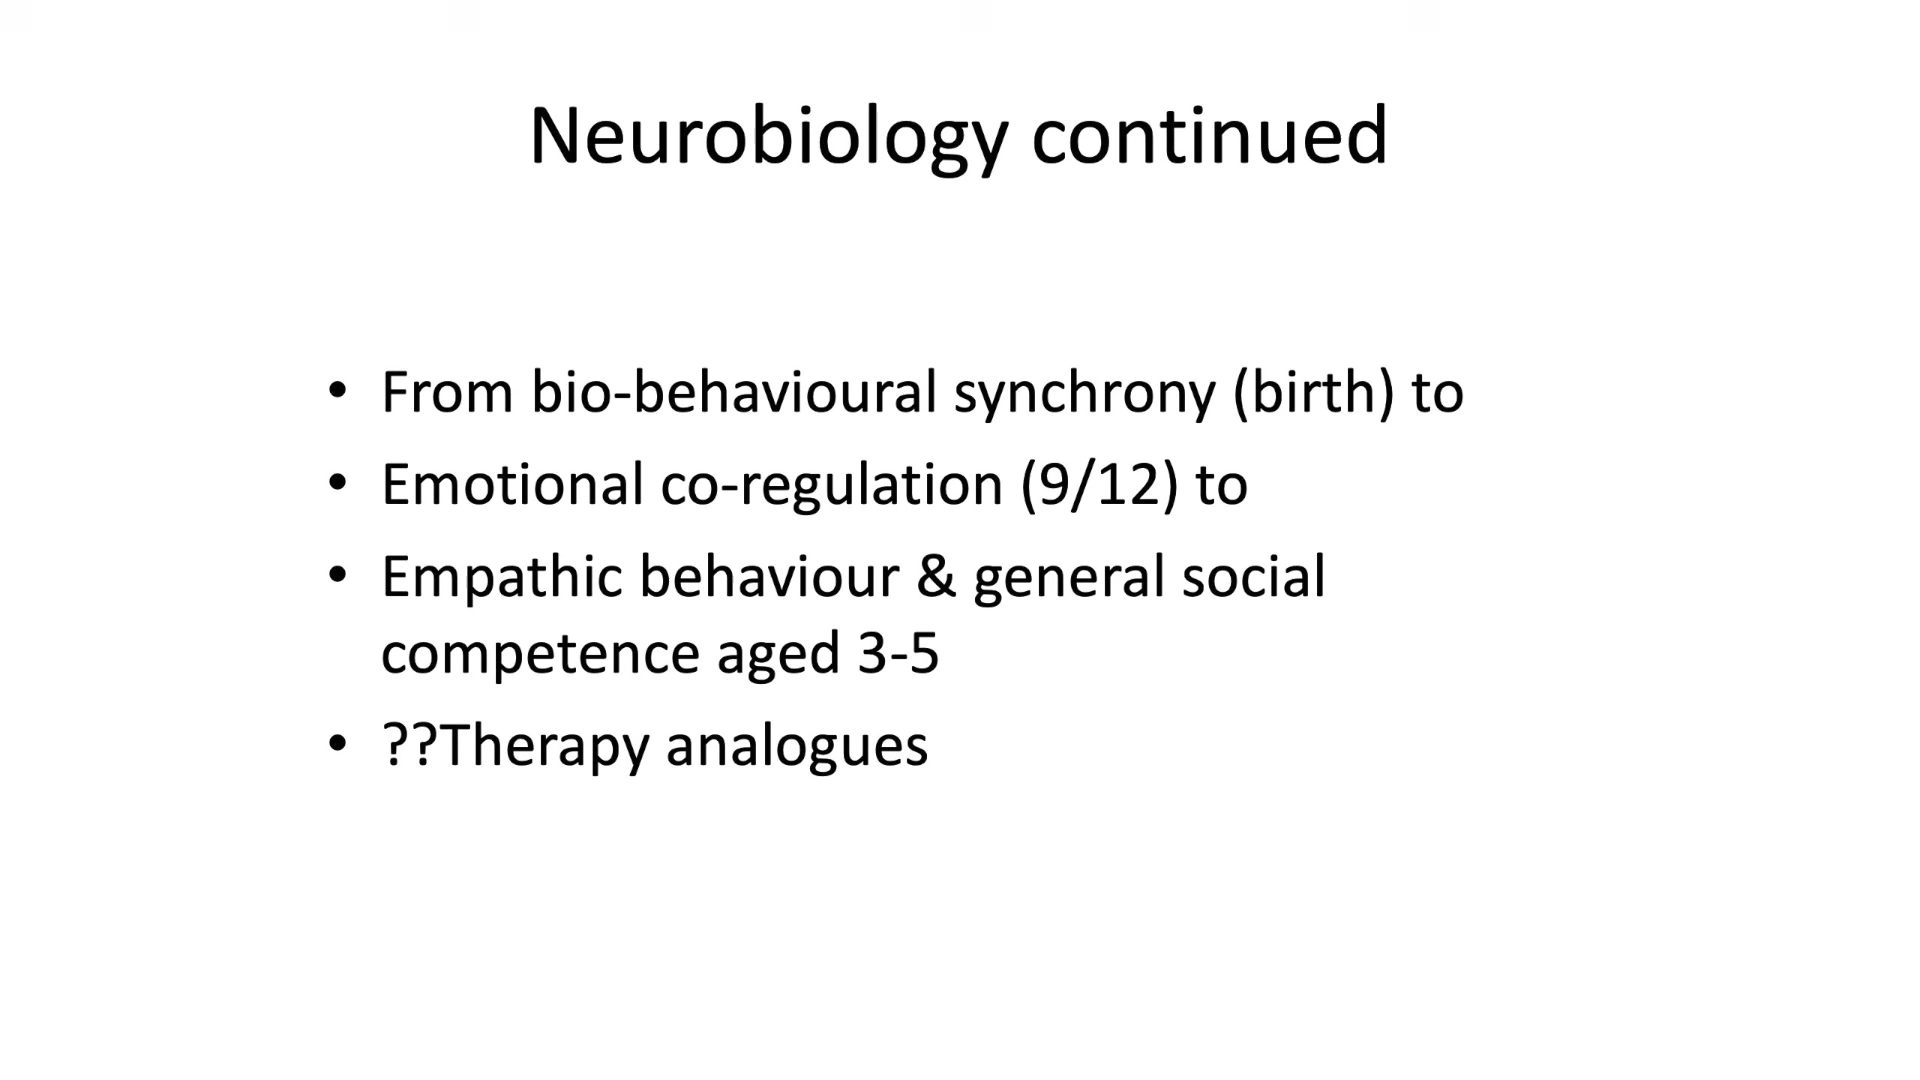 Neurobiology continued
• From bio-behavioural synchrony (birth) to
• Emotional co-regulation (9/12) to
• Empathic behaviour & general social
competence aged 3-5
• ??Therapy analogues